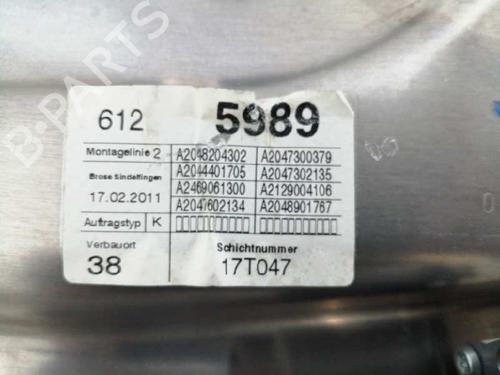 B-PARTS
612 5989
Montagelinie 2 A2048204302 A2047300379
A2044401705 A2047302135
Brose Sindelfingen A2469061300 A2129004106
17.02.2011 A2047602134 A2048901767
Auftragstyp K
Verbauort Schichtnummer
38 17T047